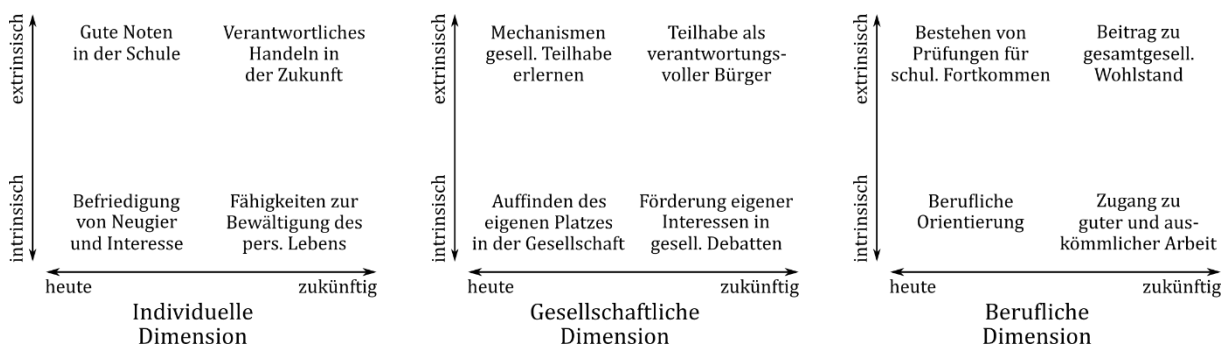 extrinsisch
intrinsisch
Gute Noten
in der Schule
Verantwortliches
Handeln in
der Zukunft
Befriedigung
von Neugier
und Interesse
Fähigkeiten zur
Bewältigung des
pers. Lebens
heute
zukünftig
Individuelle
Dimension
extrinsisch
intrinsisch
Mechanismen
gesell. Teilhabe
erlernen
Teilhabe als
verantwortungs-
voller Bürger
Auffinden des
eigenen Platzes
in der Gesellschaft
Förderung eigener
Interessen in
gesell. Debatten
heute
zukünftig
Gesellschaftliche
Dimension
extrinsisch
intrinsisch
Bestehen von
Prüfungen für
schul. Fortkommen
Beitrag zu
gesamtgesell.
Wohlstand
Berufliche
Orientierung
Zugang zu
guter und aus-
kömmlicher Arbeit
heute
zukünftig
Berufliche
Dimension